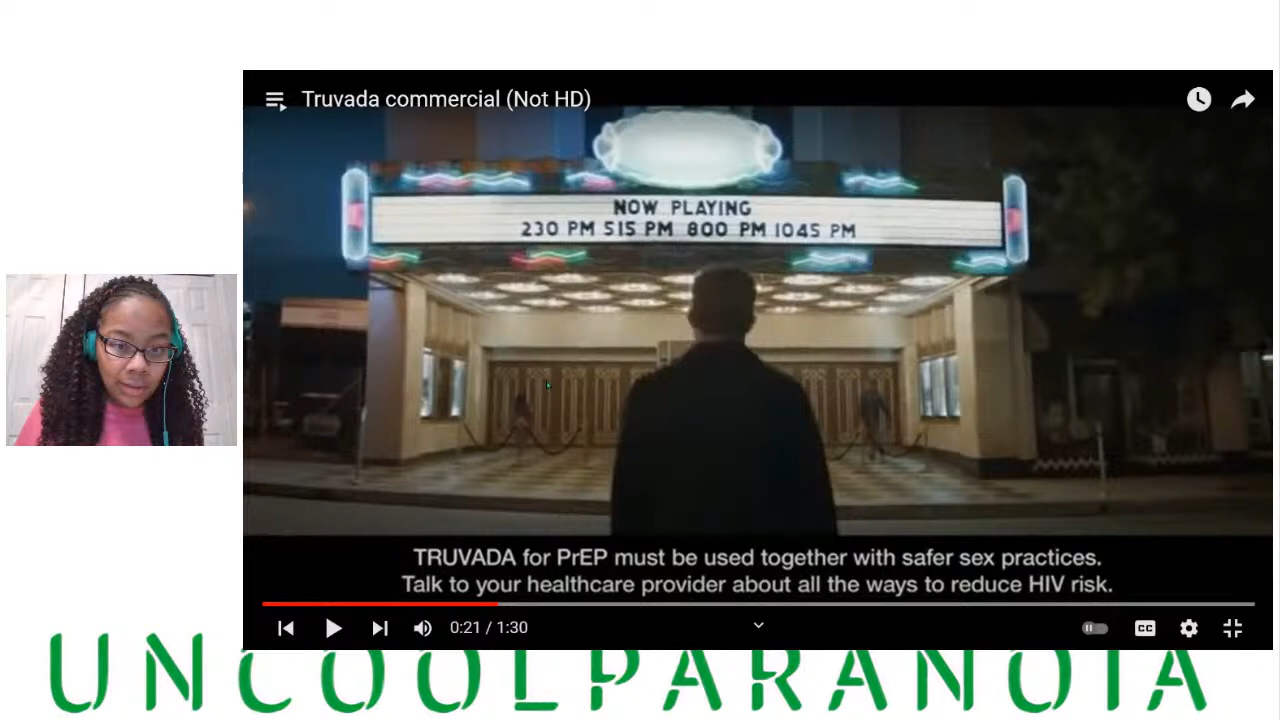 Truvada commercial (Not HD)
NOW PLAYING
230 PM 515 PM 800 PM 1045 PM
TRUVADA for PrEP must be used together with safer sex practices.
Talk to your healthcare provider about all the ways to reduce HIV risk.
0:21 / 1:30
CC
UNCOOLPARANOIA